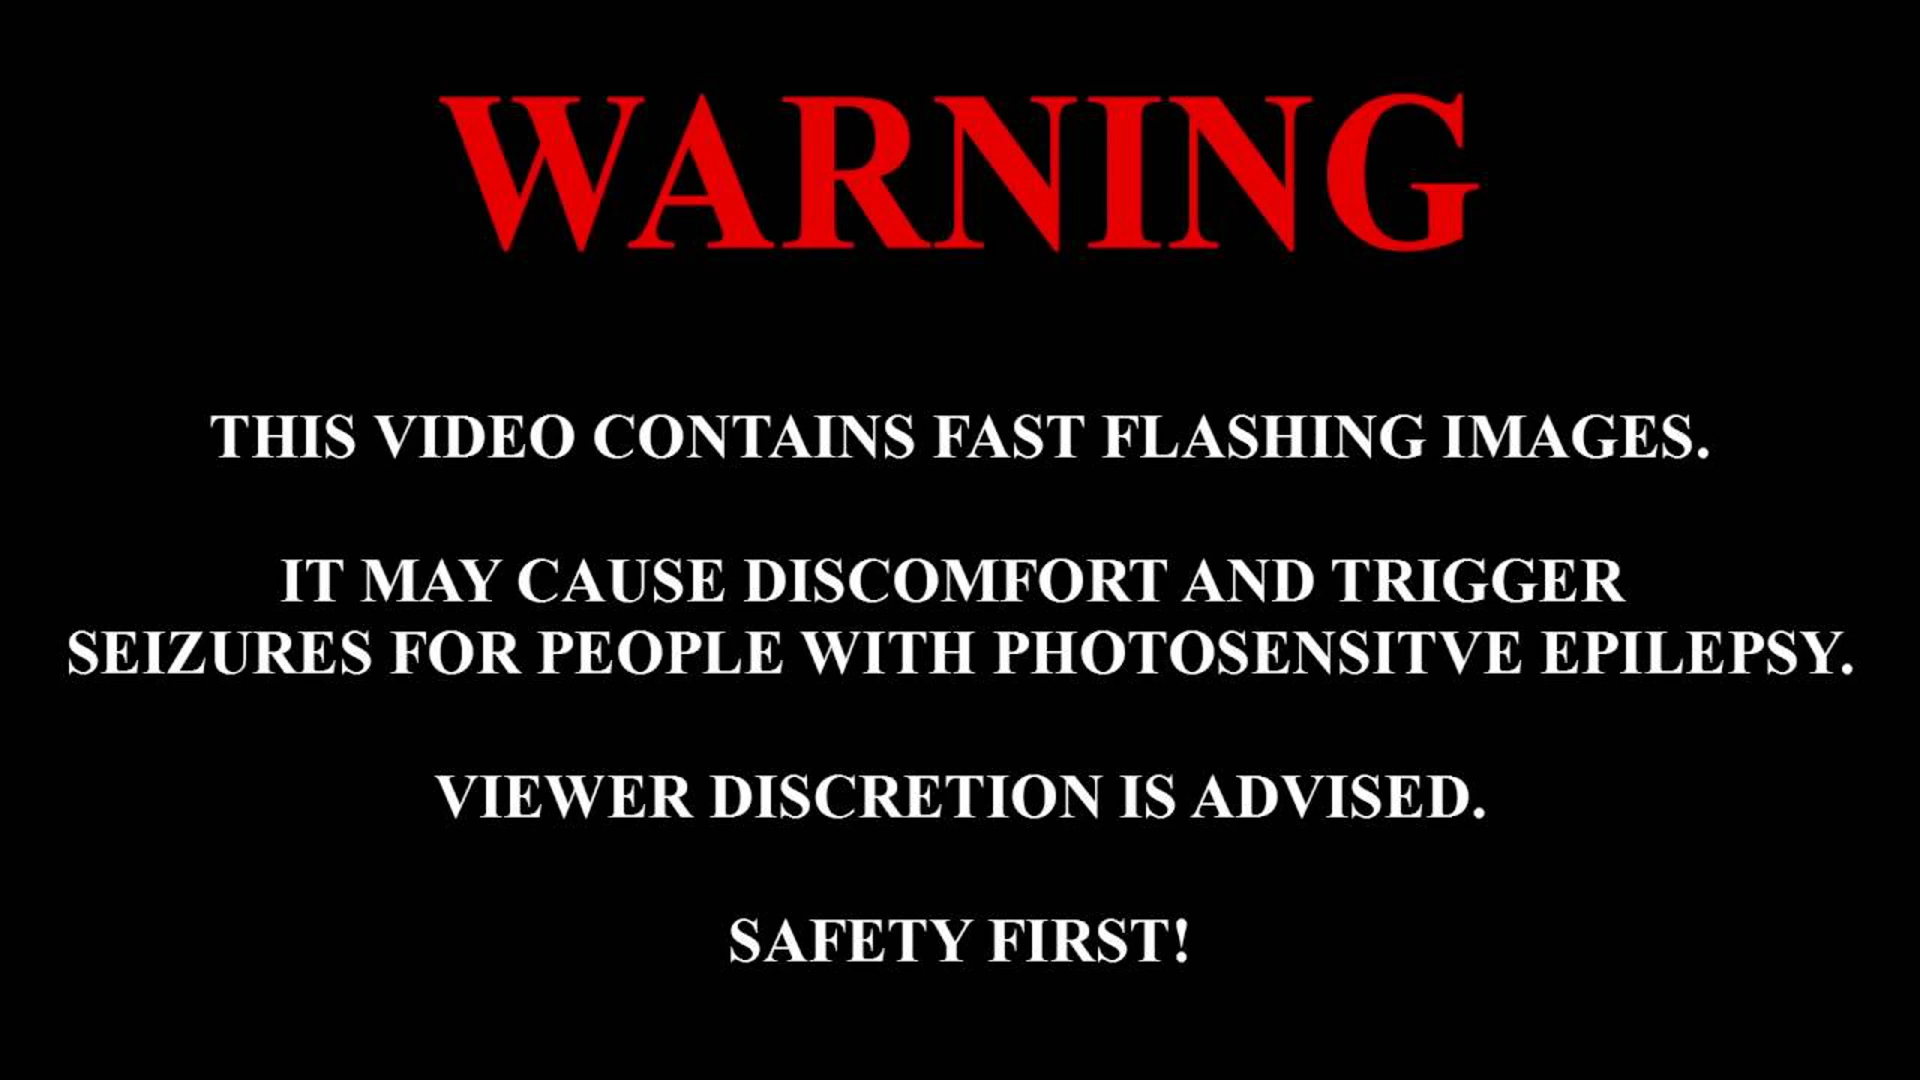 WARNING
THIS VIDEO CONTAINS FAST FLASHING IMAGES.
IT MAY CAUSE DISCOMFORT AND TRIGGER
SEIZURES FOR PEOPLE WITH PHOTOSENSITVE EPILEPSY.
VIEWER DISCRETION IS ADVISED.
SAFETY FIRST!